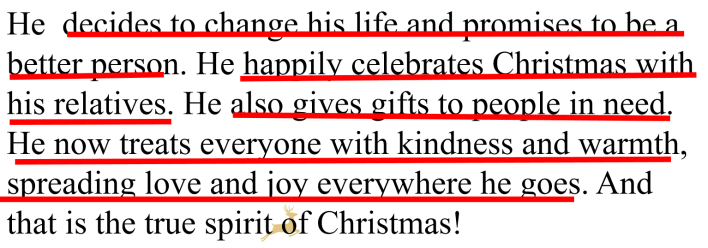 He decides to change his life and promises to be a
better person. He happily celebrates Christmas with
his relatives. He also gives gifts to people in need.
He now treats everyone with kindness and warmth,
spreading love and joy everywhere he goes. And
that is the true spirit of Christmas!